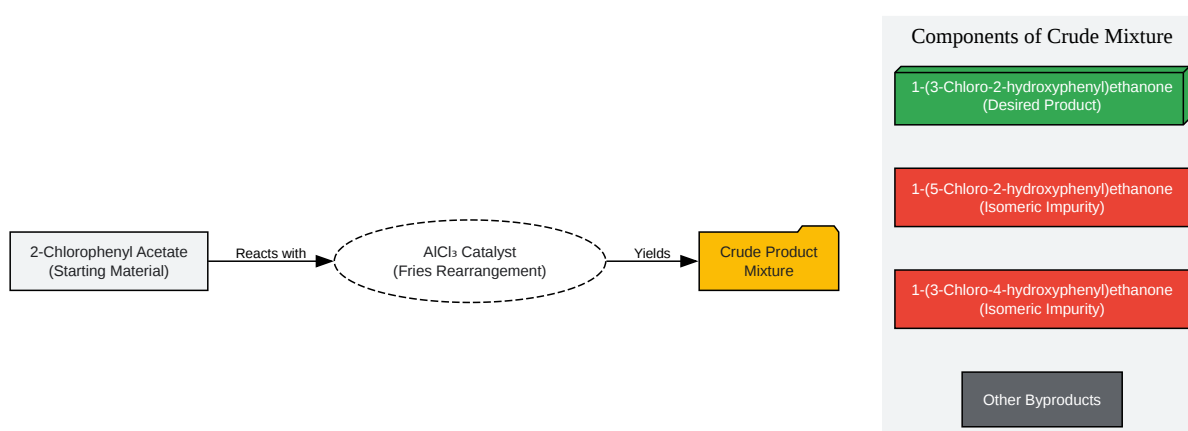 Components of Crude Mixture
1-(3-Chloro-2-hydroxyphenyl)ethanone
(Desired Product)
1-(5-Chloro-2-hydroxyphenyl)ethanone
(Isomeric Impurity)
2-Chlorophenyl Acetate
(Starting Material)
Reacts with
AlCl₃ Catalyst
(Fries Rearrangement)
Yields
Crude Product
Mixture
1-(3-Chloro-4-hydroxyphenyl)ethanone
(Isomeric Impurity)
Other Byproducts